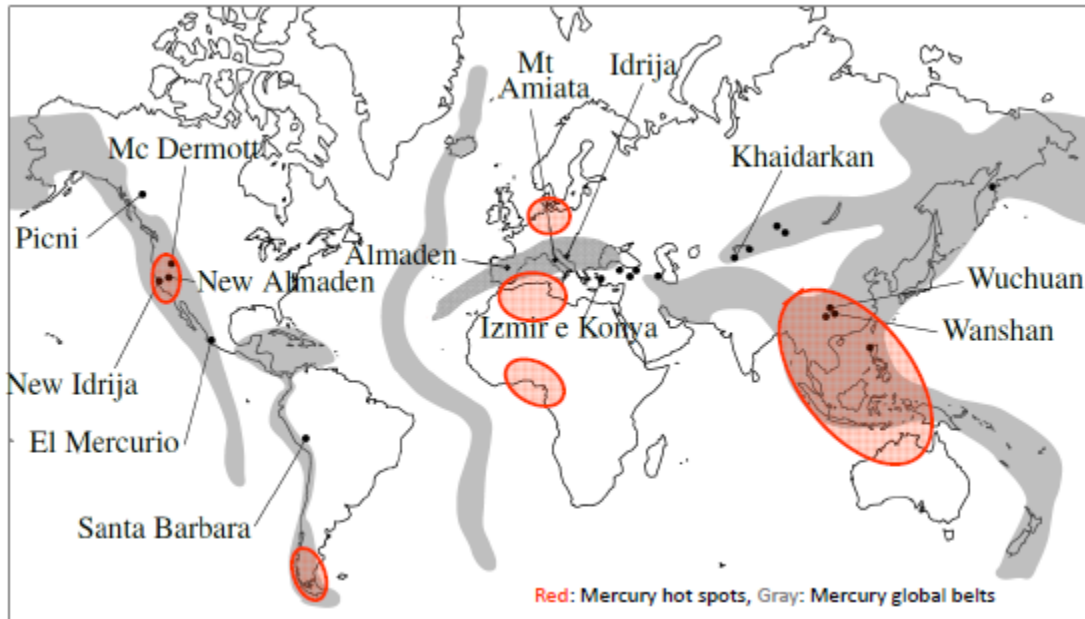 Mt
Amiata
Idrija
Mc Dermott
Khaidarkan
Picni
Almaden
New Almaden
Wuchuan
Izmir e Konya
Wanshan
New Idrija
El Mercurio
Santa Barbara
Red: Mercury hot spots, Gray: Mercury global belts